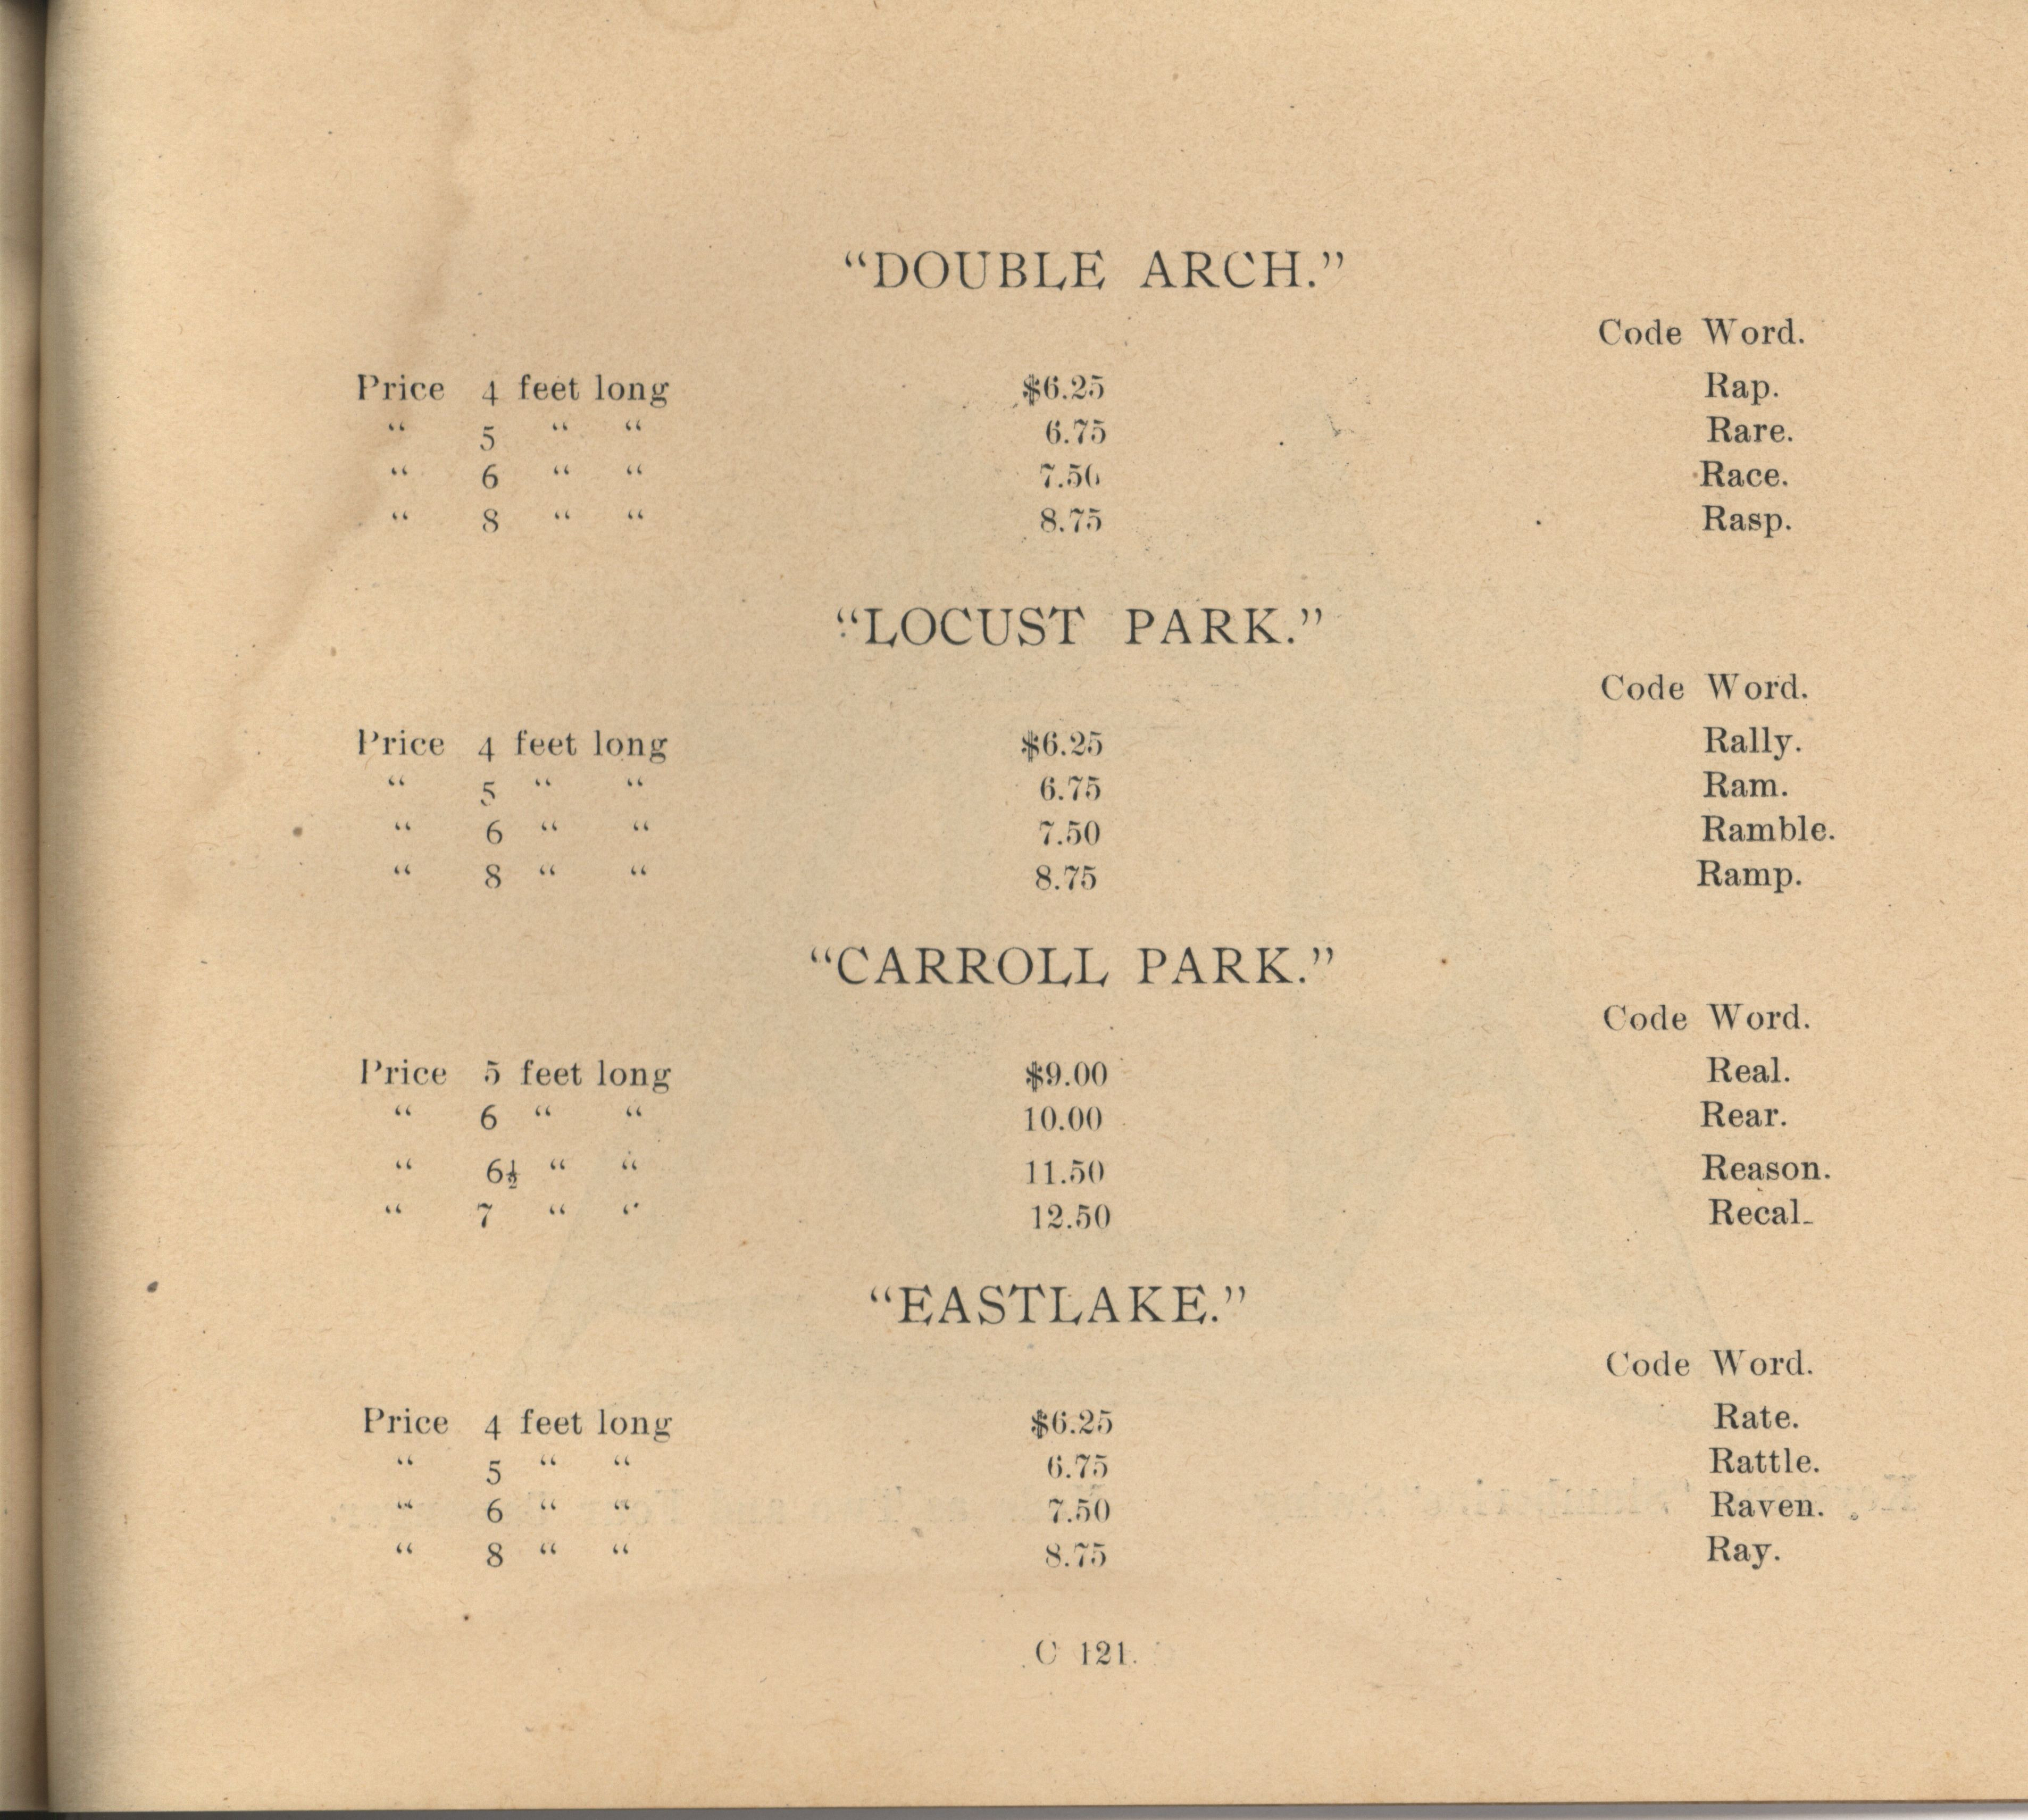 “DOUBLE ARCH.”
Code Word.
Price 4 feet long $6.25 Rap.
“ 5 “ “ 6.75 Rare.
“ 6 “ “ 7.50 Race.
“ 8 “ “ 8.75 Rasp.
“LOCUST PARK.”
Code Word.
Price 4 feet long $6.25 Rally.
“ 5 “ “ 6.75 Ram.
“ 6 “ “ 7.50 Ramble.
“ 8 “ “ 8.75 Ramp.
“CARROLL PARK.”
Code Word.
Price 5 feet long $9.00 Real.
“ 6 “ “ 10.00 Rear.
“ 6½ “ “ 11.50 Reason.
“ 7 “ “ 12.50 Recal.
“EASTLAKE.”
Code Word.
Price 4 feet long $6.25 Rate.
“ 5 “ “ 6.75 Rattle.
“ 6 “ “ 7.50 Raven.
“ 8 “ “ 8.75 Ray.
C 121.